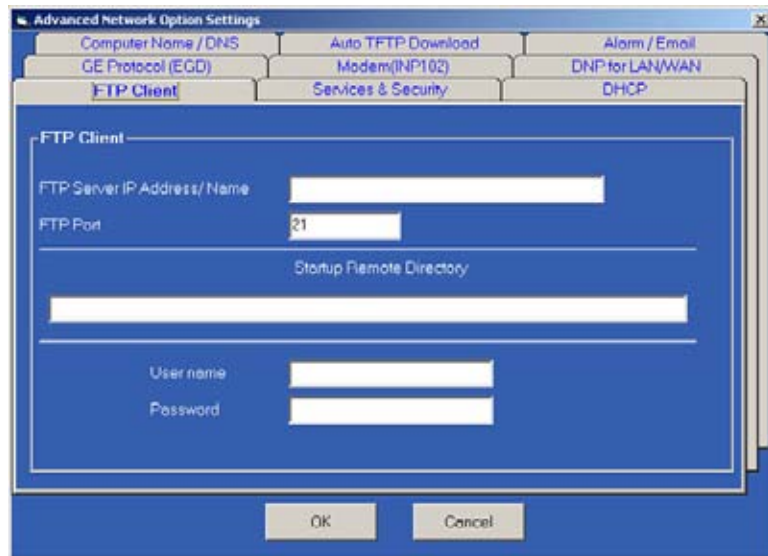 Advanced Network Option Settings
Computer Name / DNS
Auto TFTP Download
Alarm / Email
GE Protocol (EGD)
Modem(INP102)
DNP for LAN/WAN
FTP Client
Services & Security
DHCP
FTP Client
FTP Server IP Address/ Name
FTP Port
21
Startup Remote Directory
User name
Password
OK
Cancel